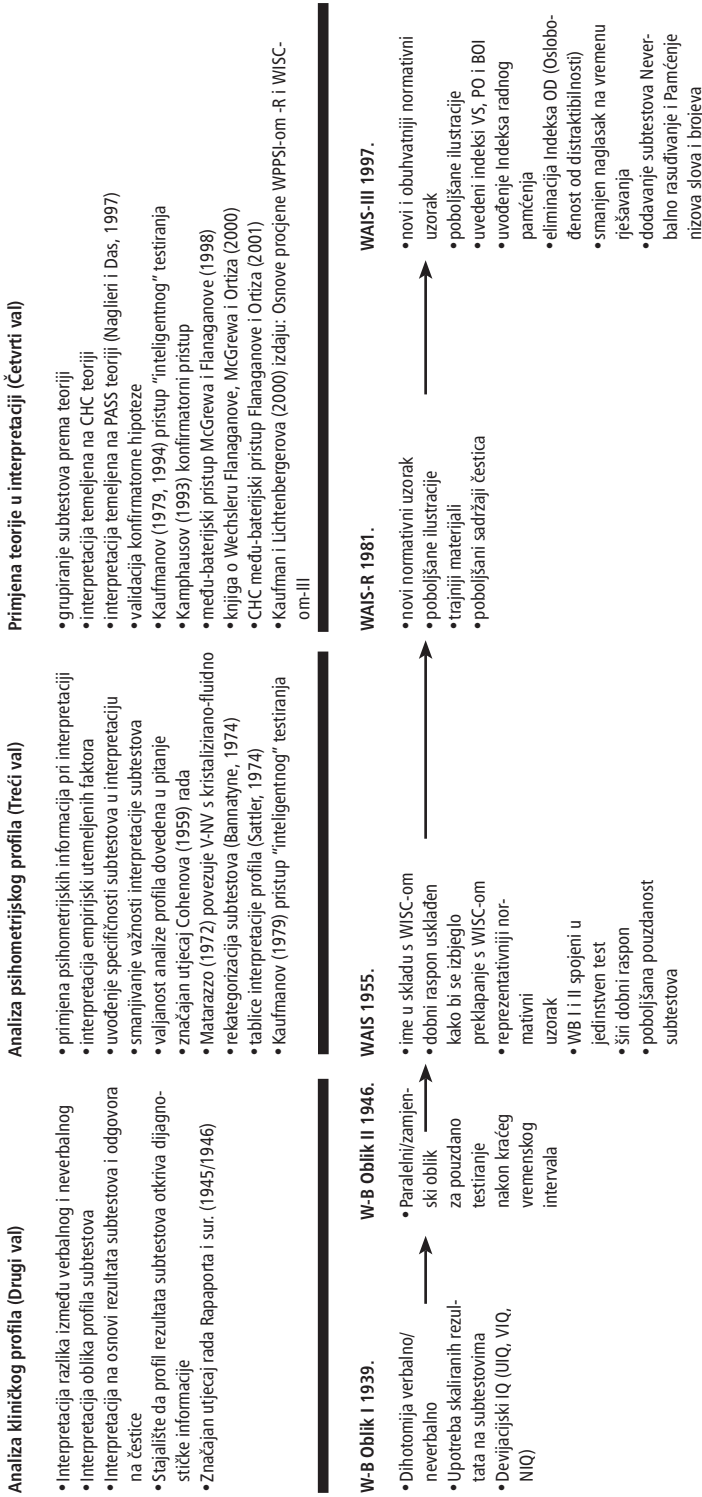 Analiza kliničkog profila (Drugi val)
• Interpretacija razlika između verbalnog i neverbalnog
• Interpretacija oblika profila subtestova
• Interpretacija na osnovi rezultata subtestova i odgovora
na čestice
• Stajalište da profil rezultata subtestova otkriva dijagno-
stičke informacije
• Značajan utjecaj rada Rapaporta i sur. (1945/1946)
Analiza psihometrijskog profila (Treći val)
• primjena psihometrijskih informacija pri interpretaciji
• interpretacija empirijski utemeljenih faktora
• uvođenje specifičnosti subtestova u interpretaciju
• smanjivanje važnosti interpretacije subtestova
• valjanost analize profila dovedena u pitanje
• značajan utjecaj Cohenova (1959) rada
• Matarazzo (1972) povezuje V-NV s kristalizirano-fluidno
• rekategorizacija subtestova (Bannatyne, 1974)
• tablice interpretacije profila (Sattler, 1974)
• Kaufmanov (1979) pristup "inteligentnog" testiranja
Primjena teorije u interpretaciji (Četvrti val)
• grupiranje subtestova prema teoriji
• interpretacija temeljena na CHC teoriji
• interpretacija temeljena na PASS teoriji (Naglieri i Das, 1997)
• validacija konfirmatorne hipoteze
• Kaufmanov (1979, 1994) pristup "inteligentnog" testiranja
• Kamphausov (1993) konfirmatorni pristup
• među-baterijski pristup McGrewa i Flanaganove (1998)
• knjiga o Wechsleru Flanaganove, McGrewa i Ortiza (2000)
• CHC među-baterijski pristup Flanaganove i Ortiza (2001)
• Kaufman i Lichtenbergerova (2000) izdaju: Osnove procjene WPPSI-om -R i WISC-
om-III
W-B Oblik I 1939.
• Dihotomija verbalno/
neverbalno
• Upotreba skaliranih rezul-
tata na subtestovima
• Devijacijski IQ (UIQ, VIQ,
NIQ)
W-B Oblik II 1946.
• Paralelni/zamjen-
ski oblik
za pouzdano
testiranje
nakon kraćeg
vremenskog
intervala
WAIS 1955.
• ime u skladu s WISC-om
• dobni raspon usklađen
kako bi se izbjeglo
preklapanje s WISC-om
• reprezentativniji nor-
mativni
uzorak
• WB I i II spojeni u
jedinstven test
• širi dobni raspon
• poboljšana pouzdanost
subtestova
WAIS-R 1981.
• novi normativni uzorak
• poboljšane ilustracije
• trajniji materijali
• poboljšani sadržaji čestica
WAIS-III 1997.
• novi i obuhvatniji normativni
uzorak
• poboljšane ilustracije
• uvedeni indeksi VS, PO i BOI
• uvođenje Indeksa radnog
pamćenja
• eliminacija Indeksa OD (Oslobo-
đenost od distraktibilnosti)
• smanjen naglasak na vremenu
rješavanja
• dodavanje subtestova Never-
balno rasuđivanje i Pamćenje
nizova slova i brojeva